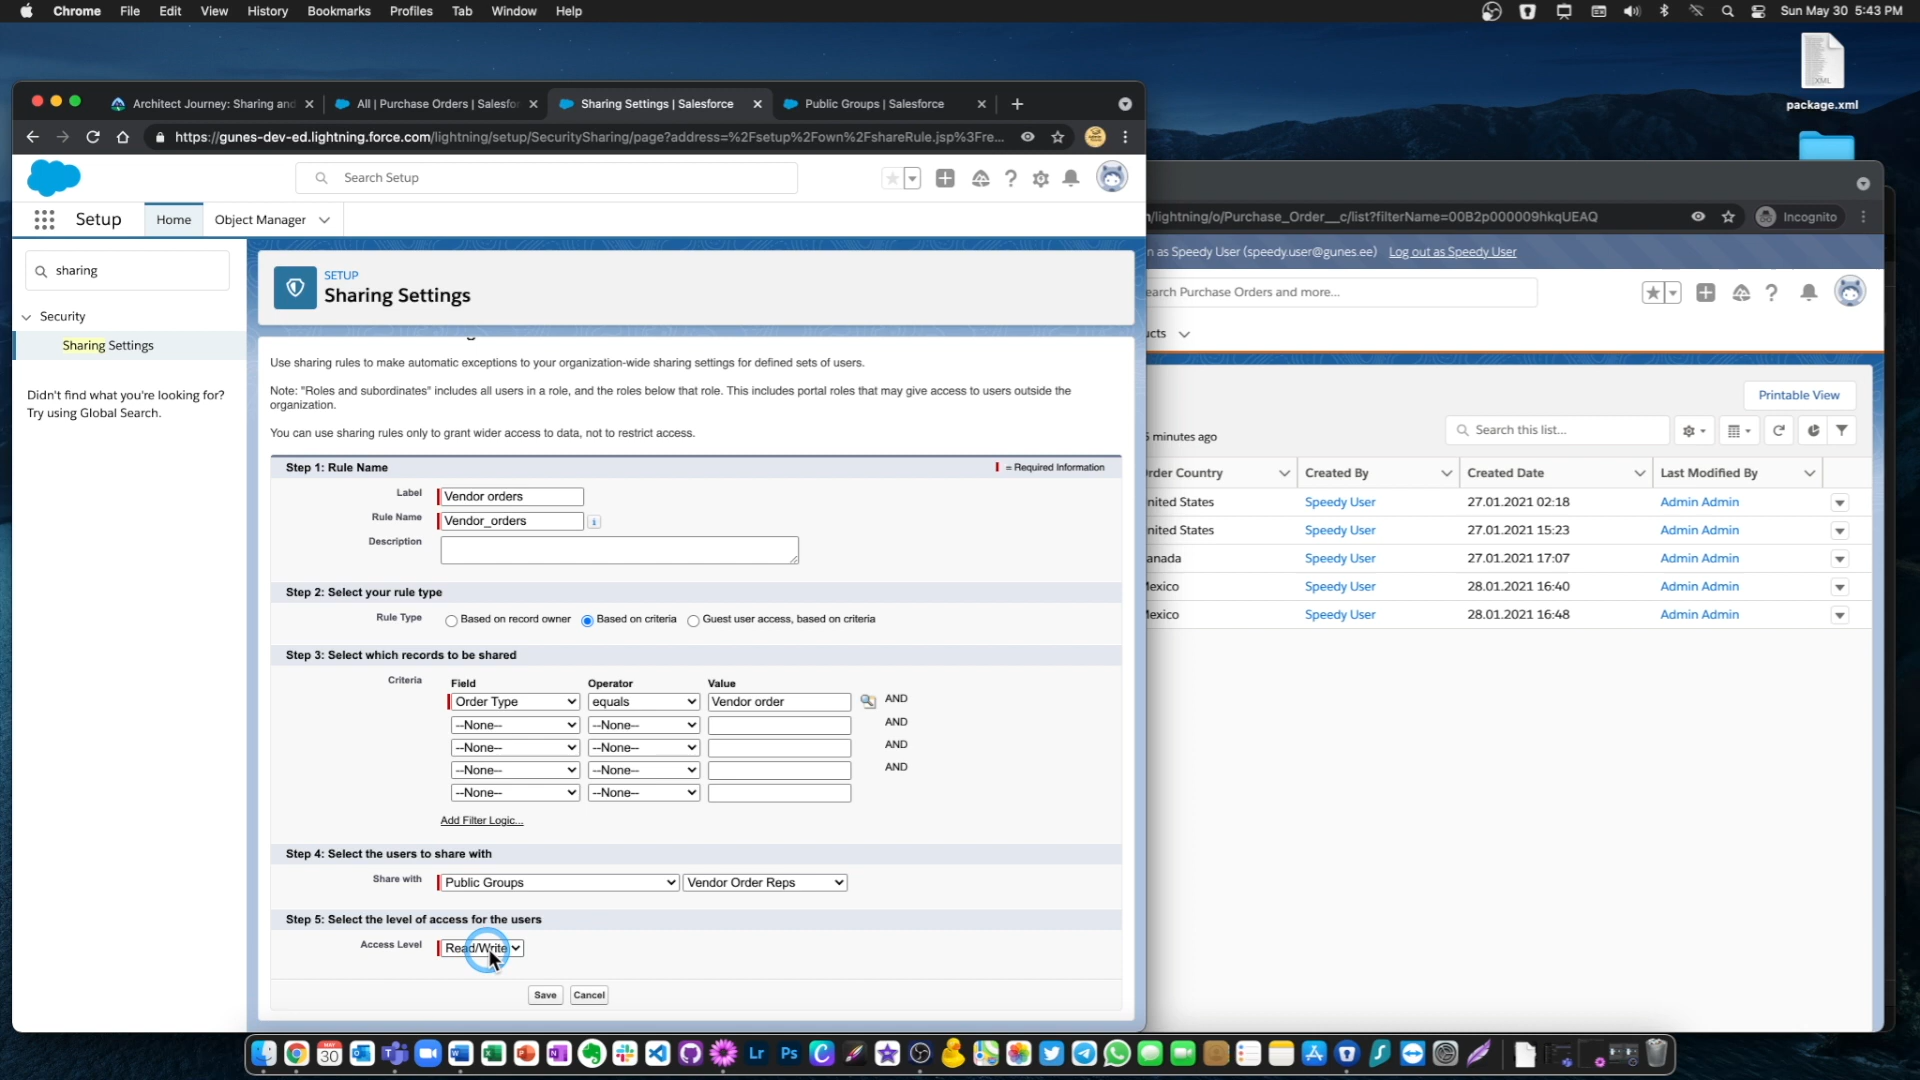 Chrome File Edit View History Bookmarks Profiles Tab Window Help
Sun May 30 5:43 PM
XML
package.xml
Architect Journey: Sharing and
All | Purchase Orders | Salesfor
Sharing Settings | Salesforce
Public Groups | Salesforce
https://gunes-dev-ed.lightning.force.com/lightning/setup/SecuritySharing/page?address=%2Fsetup%2Fown%2FshareRule.jsp%3Fre...
Search Setup
Setup
Home
Object Manager
sharing
Security
Sharing Settings
Didn't find what you're looking for?
Try using Global Search.
SETUP
Sharing Settings
Use sharing rules to make automatic exceptions to your organization-wide sharing settings for defined sets of users.
Note: "Roles and subordinates" includes all users in a role, and the roles below that role. This includes portal roles that may give access to users outside the
organization.
You can use sharing rules only to grant wider access to data, not to restrict access.
Step 1: Rule Name
= Required Information
Label Vendor orders
Rule Name Vendor_orders
Description
Step 2: Select your rule type
Rule Type Based on record owner Based on criteria Guest user access, based on criteria
Step 3: Select which records to be shared
Criteria Field Operator Value
Order Type equals Vendor order AND
--None-- --None-- AND
--None-- --None-- AND
--None-- --None-- AND
--None-- --None--
Add Filter Logic...
Step 4: Select the users to share with
Share with Public Groups Vendor Order Reps
Step 5: Select the level of access for the users
Access Level Read/Write
Save Cancel
/lightning/o/Purchase_Order__c/list?filterName=00B2p000009hkqUEAQ
Incognito
n as Speedy User (speedy.user@gunes.ee) Log out as Speedy User
earch Purchase Orders and more...
ucts
Printable View
5 minutes ago
Search this list...
rder Country Created By Created Date Last Modified By
nited States Speedy User 27.01.2021 02:18 Admin Admin
nited States Speedy User 27.01.2021 15:23 Admin Admin
anada Speedy User 27.01.2021 17:07 Admin Admin
lexico Speedy User 28.01.2021 16:40 Admin Admin
lexico Speedy User 28.01.2021 16:48 Admin Admin
MAY
30
Lr
Ps